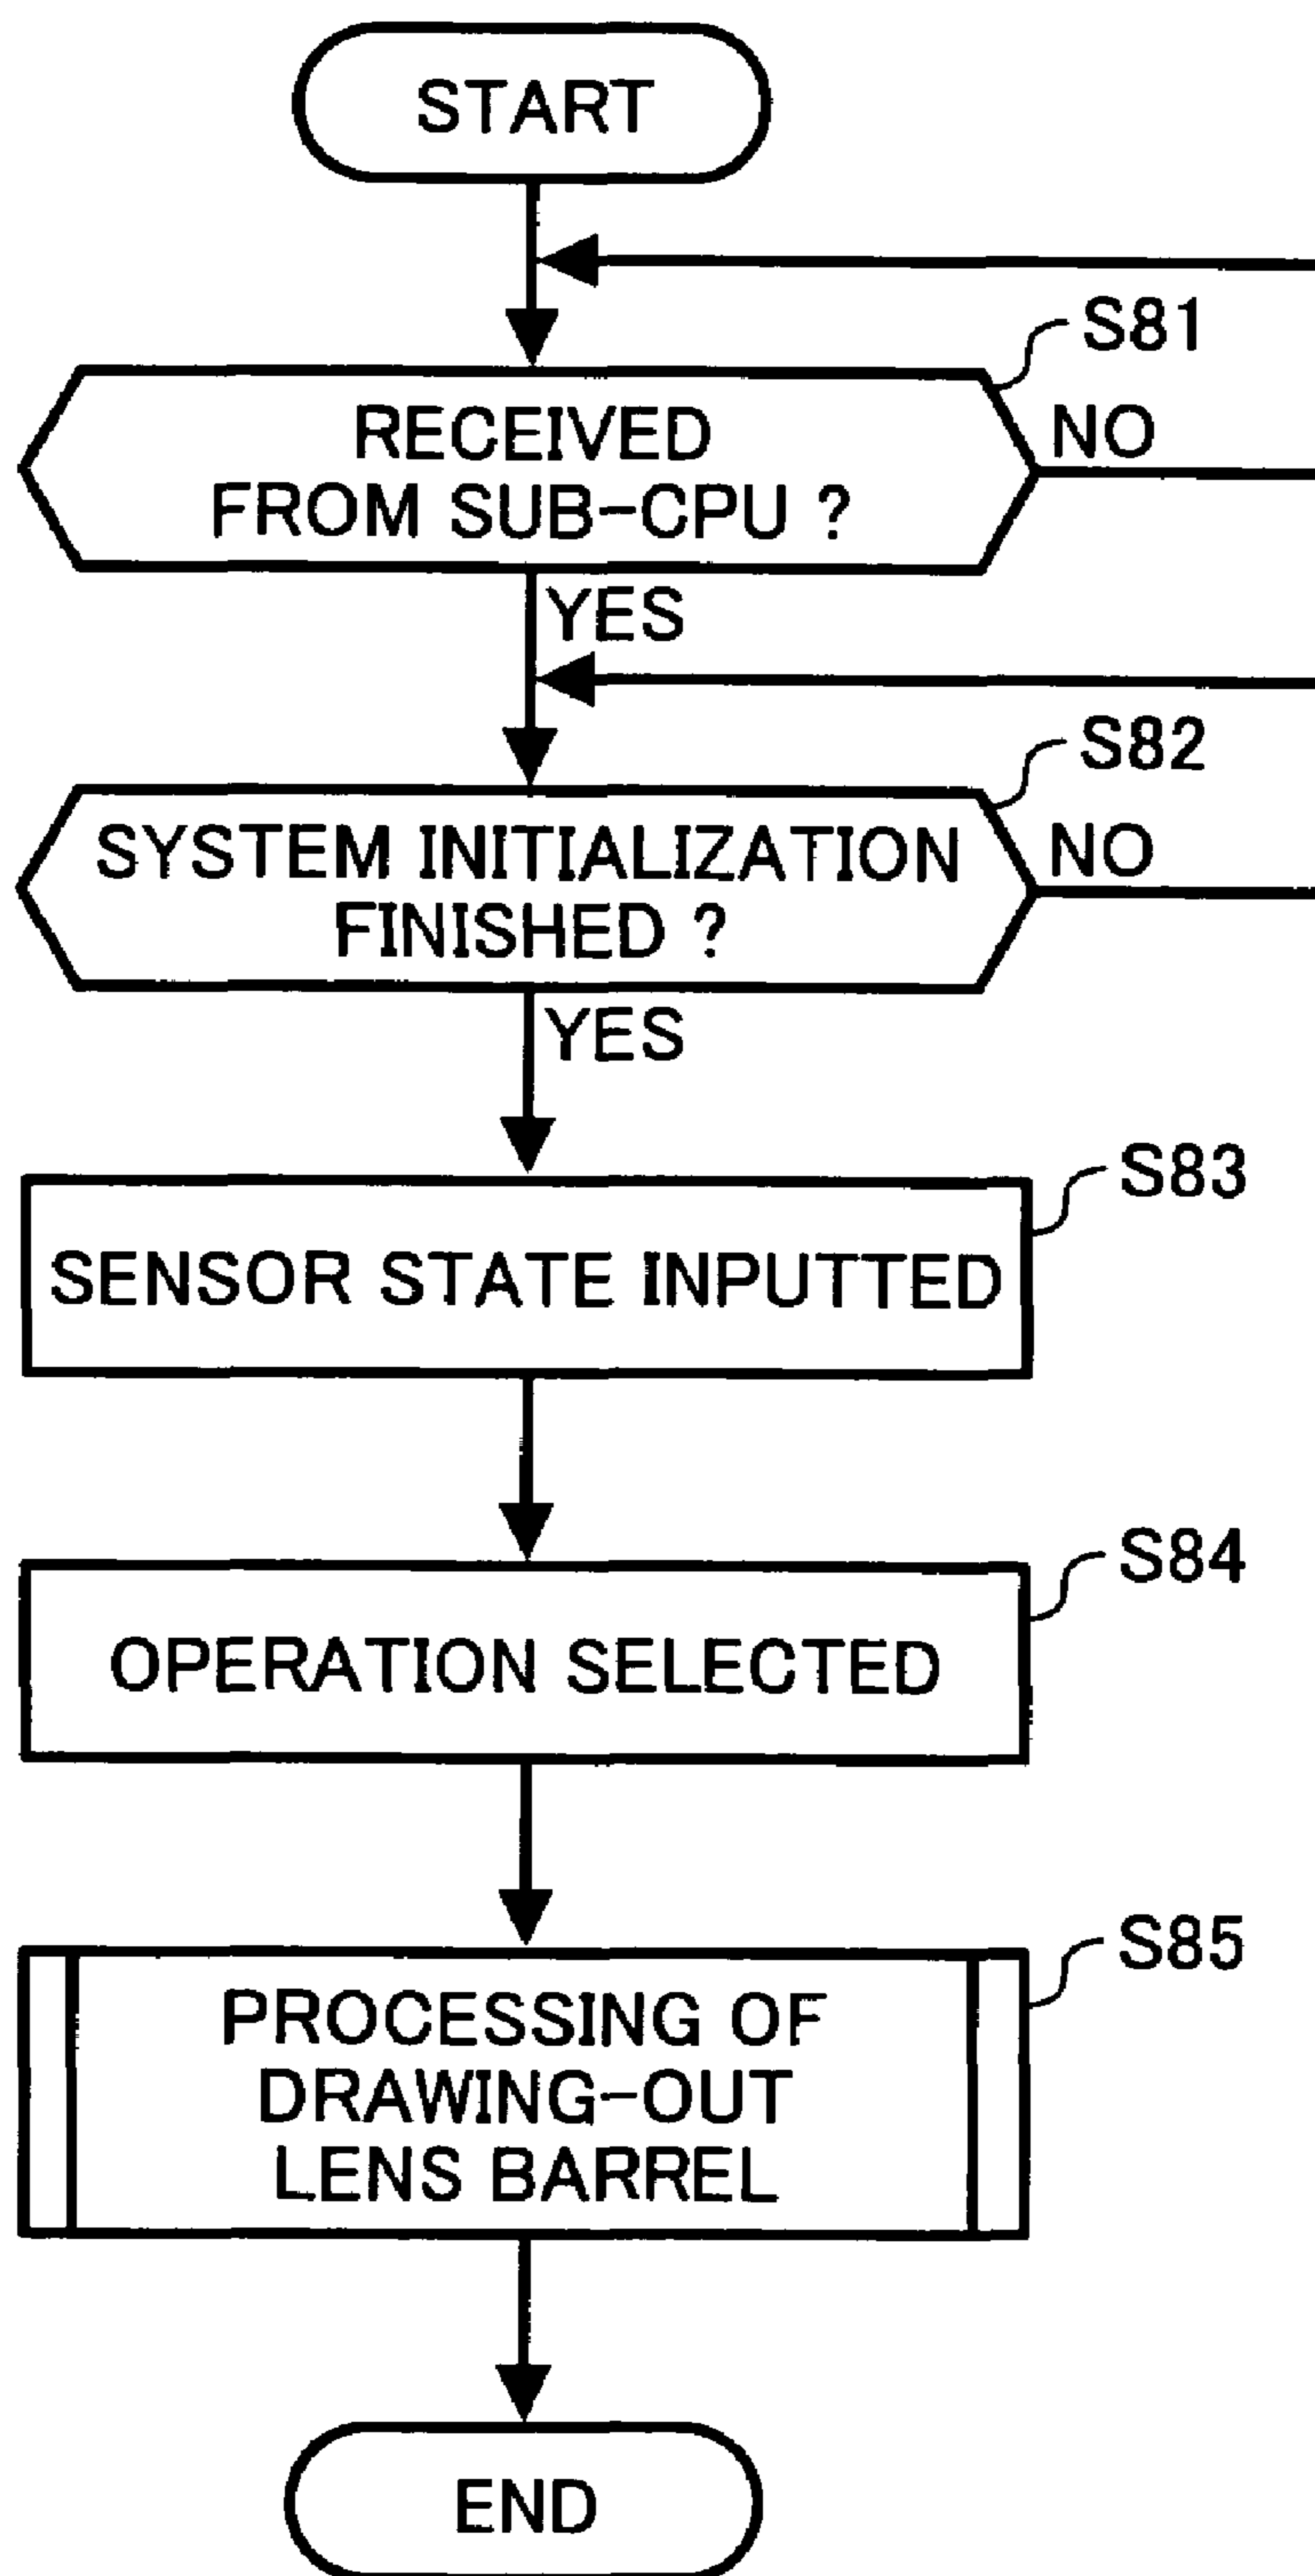 START
S81
RECEIVED
NO
FROM SUB-CPU ?
YES
S82
SYSTEM INITIALIZATION
NO
FINISHED ?
YES
S83
SENSOR STATE INPUTTED
S84
OPERATION SELECTED
S85
PROCESSING OF
DRAWING-OUT
LENS BARREL
END